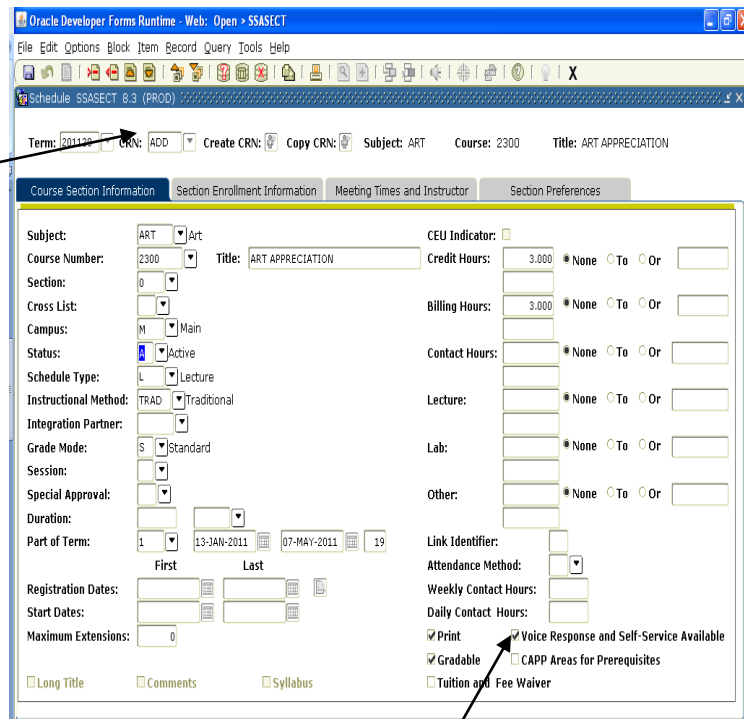 Oracle Developer Forms Runtime - Web: Open > SSASECT
File Edit Options Block Item Record Query Tools Help
X
Schedule SSASECT 8.3 (PROD)
Term: 201120 CRN: ADD Create CRN: Copy CRN: Subject: ART Course: 2300 Title: ART APPRECIATION
Course Section Information Section Enrollment Information Meeting Times and Instructor Section Preferences
Subject: ART Art CEU Indicator:
Course Number: 2300 Title: ART APPRECIATION Credit Hours: 3.000 None To Or
Section: 0
Cross List: Billing Hours: 3.000 None To Or
Campus: M Main
Status: A Active Contact Hours: None To Or
Schedule Type: L Lecture
Instructional Method: TRAD Traditional Lecture: None To Or
Integration Partner:
Grade Mode: S Standard Lab: None To Or
Session:
Special Approval: Other: None To Or
Duration:
Part of Term: 1 13-JAN-2011 07-MAY-2011 19 Link Identifier:
First Last Attendance Method:
Registration Dates: Weekly Contact Hours:
Start Dates: Daily Contact Hours:
Maximum Extensions: 0 Print Voice Response and Self-Service Available
Gradable CAPP Areas for Prerequisites
Long Title Comments Syllabus Tuition and Fee Waiver